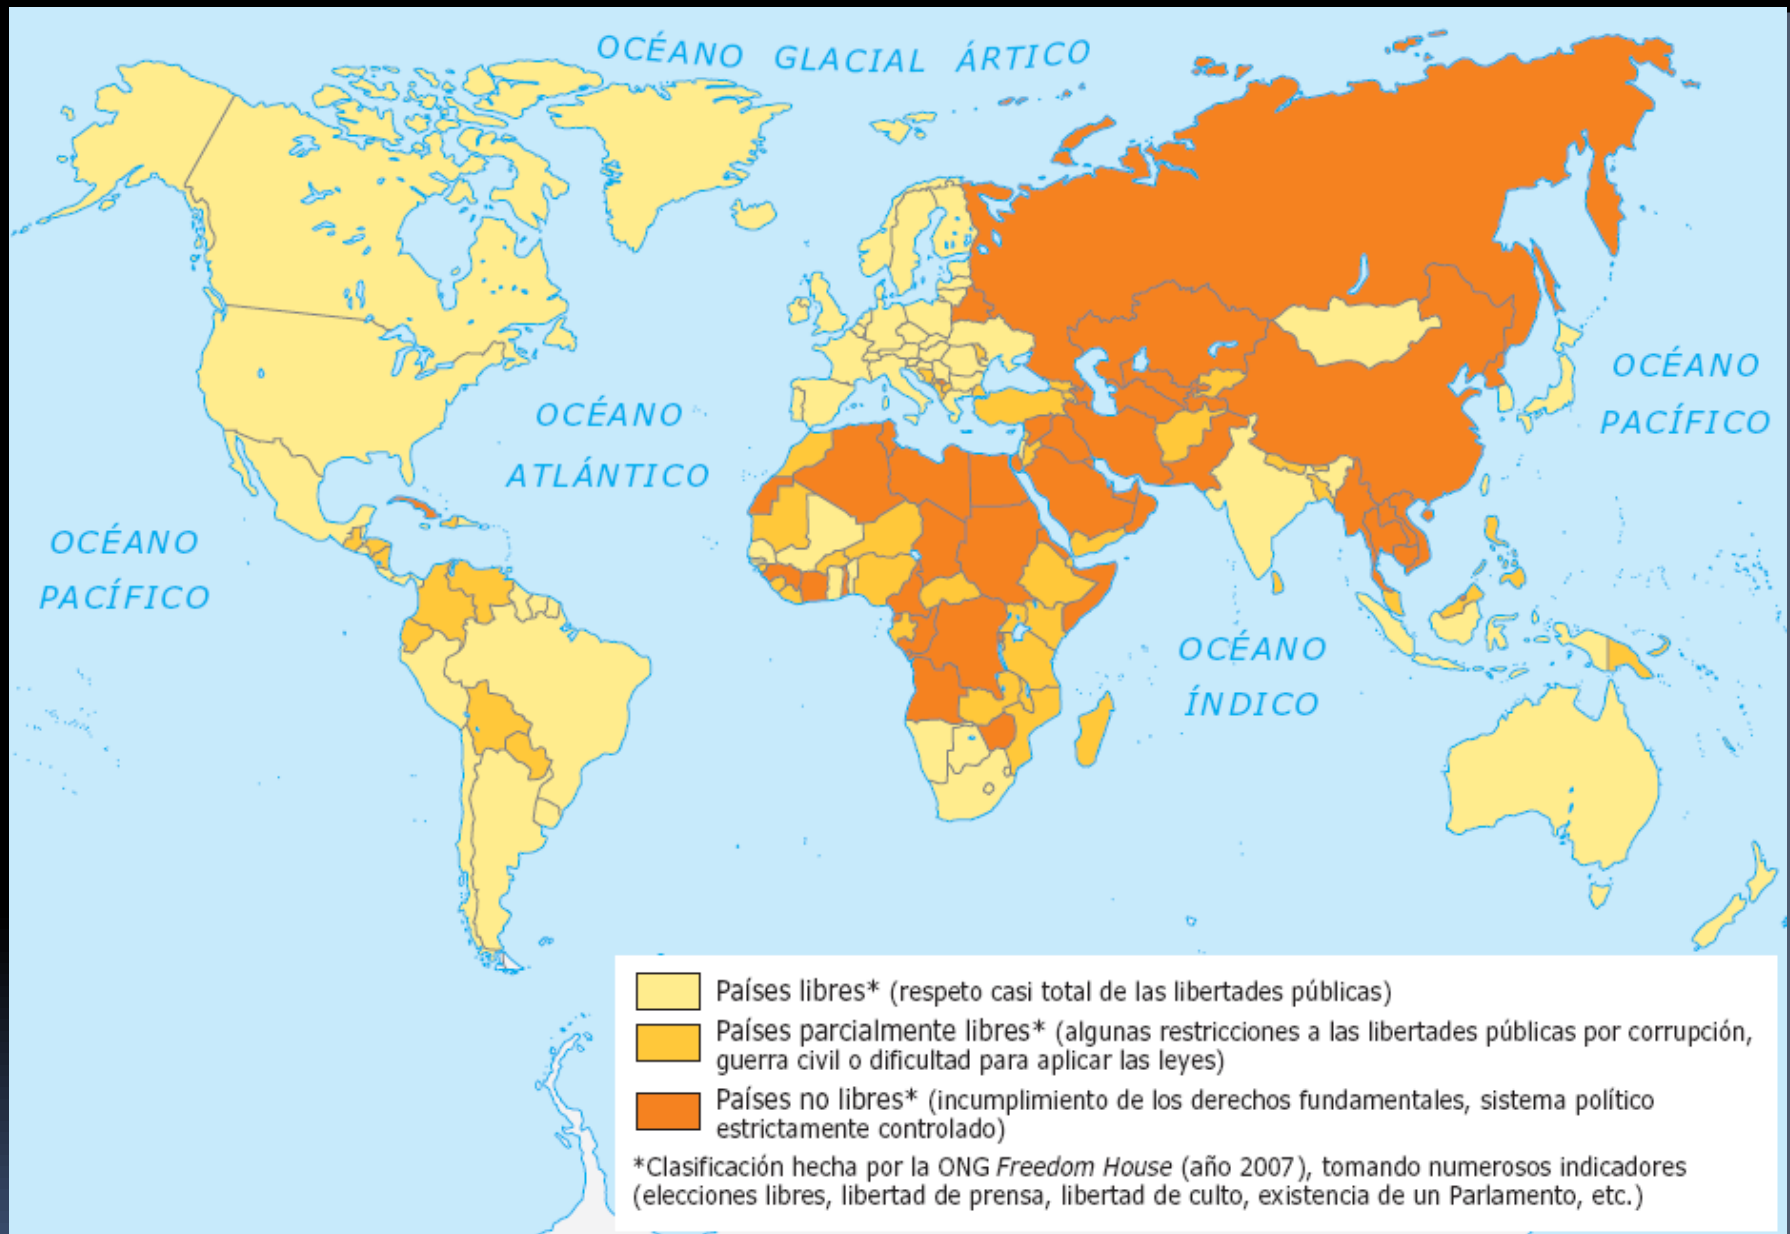 OCÉANO GLACIAL ÁRTICO
OCÉANO
PACÍFICO
OCÉANO
ATLÁNTICO
OCÉANO
PACÍFICO
OCÉANO
ÍNDICO
Países libres* (respeto casi total de las libertades públicas)
Países parcialmente libres* (algunas restricciones a las libertades públicas por corrupción,
guerra civil o dificultad para aplicar las leyes)
Países no libres* (incumplimiento de los derechos fundamentales, sistema político
estrictamente controlado)
*Clasificación hecha por la ONG Freedom House (año 2007), tomando numerosos indicadores
(elecciones libres, libertad de prensa, libertad de culto, existencia de un Parlamento, etc.)